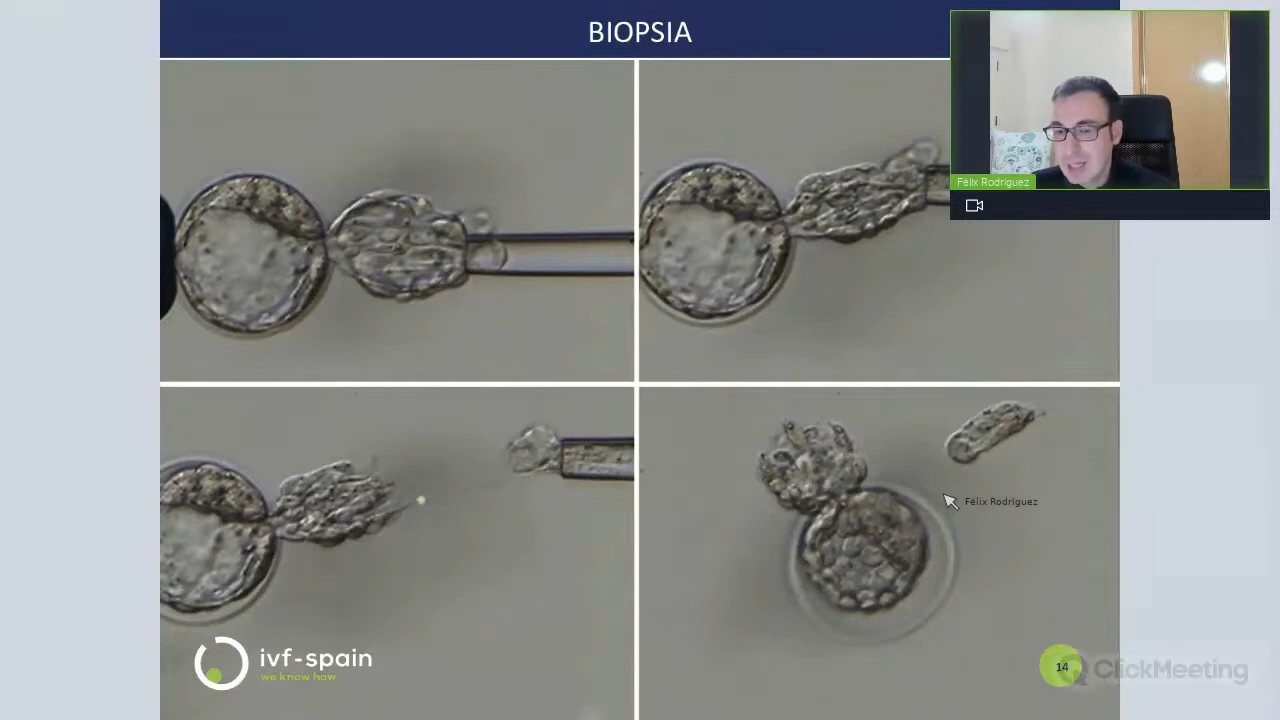 BIOPSIA
Félix Rodríguez
Félix Rodríguez
ivf-spain
we know how
14
ClickMeeting